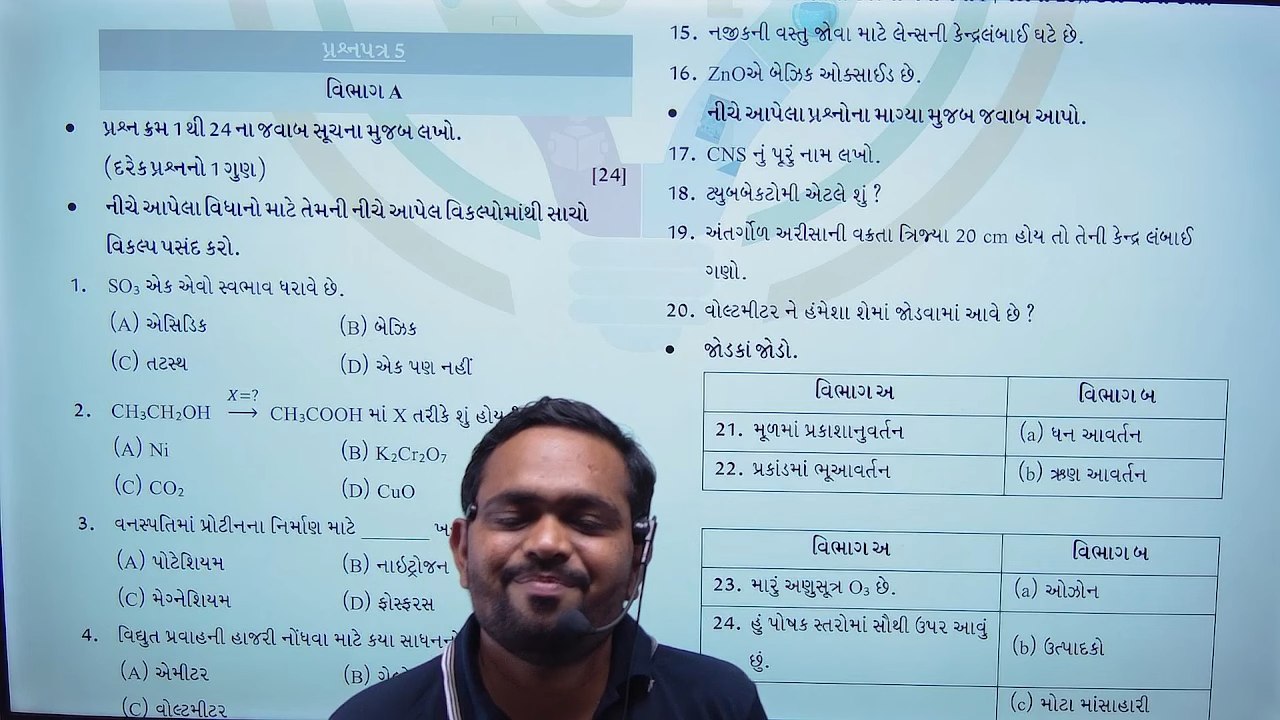 પ્રશ્નપત્ર 5
વિભાગ A
• પ્રશ્ન ક્રમ 1 થી 24 ના જવાબ સૂચના મુજબ લખો.
(દરેક પ્રશ્નનો 1 ગુણ) [24]
• નીચે આપેલા વિધાનો માટે તેમની નીચે આપેલ વિકલ્પોમાંથી સાચો
વિકલ્પ પસંદ કરો.
1. SO₃ એક એવો સ્વભાવ ધરાવે છે.
(A) એસિડિક (B) બેઝિક
(C) તટસ્થ (D) એક પણ નહીં
X=?
2. CH₃CH₂OH ⟶ CH₃COOH માં X તરીકે શું હોય
(A) Ni (B) K₂Cr₂O₇
(C) CO₂ (D) CuO
3. વનસ્પતિમાં પ્રોટીનના નિર્માણ માટે ______
(A) પોટેશિયમ (B) નાઇટ્રોજન
(C) મેગ્નેશિયમ (D) ફોસ્ફરસ
4. વિદ્યુત પ્રવાહની હાજરી નોંધવા માટે કયા
(A) એમીટર (B)
(C) વોલ્ટમીટર
15. નજીકની વસ્તુ જોવા માટે લેન્સની કેન્દ્રલંબાઈ ઘટે છે.
16. ZnOએ બેઝિક ઓક્સાઈડ છે.
• નીચે આપેલા પ્રશ્નોના માગ્યા મુજબ જવાબ આપો.
17. CNS નું પૂરું નામ લખો.
18. ટ્યુબબેકટોમી એટલે શું ?
19. અંતર્ગોળ અરીસાની વક્રતા ત્રિજ્યા 20 cm હોય તો તેની કેન્દ્ર લંબાઈ
ગણો.
20. વોલ્ટમીટર ને હંમેશા શેમાં જોડવામાં આવે છે ?
• જોડકાં જોડો.
વિભાગ અ વિભાગ બ
21. મૂળમાં પ્રકાશાનુવર્તન (a) ધન આવર્તન
22. પ્રકાંડમાં ભૂઆવર્તન (b) ઋણ આવર્તન
વિભાગ અ વિભાગ બ
23. મારું અણુસૂત્ર O₃ છે. (a) ઓઝોન
24. હું પોષક સ્તરોમાં સૌથી ઉપર આવું
છું. (b) ઉત્પાદકો
(c) મોટા માંસાહારી